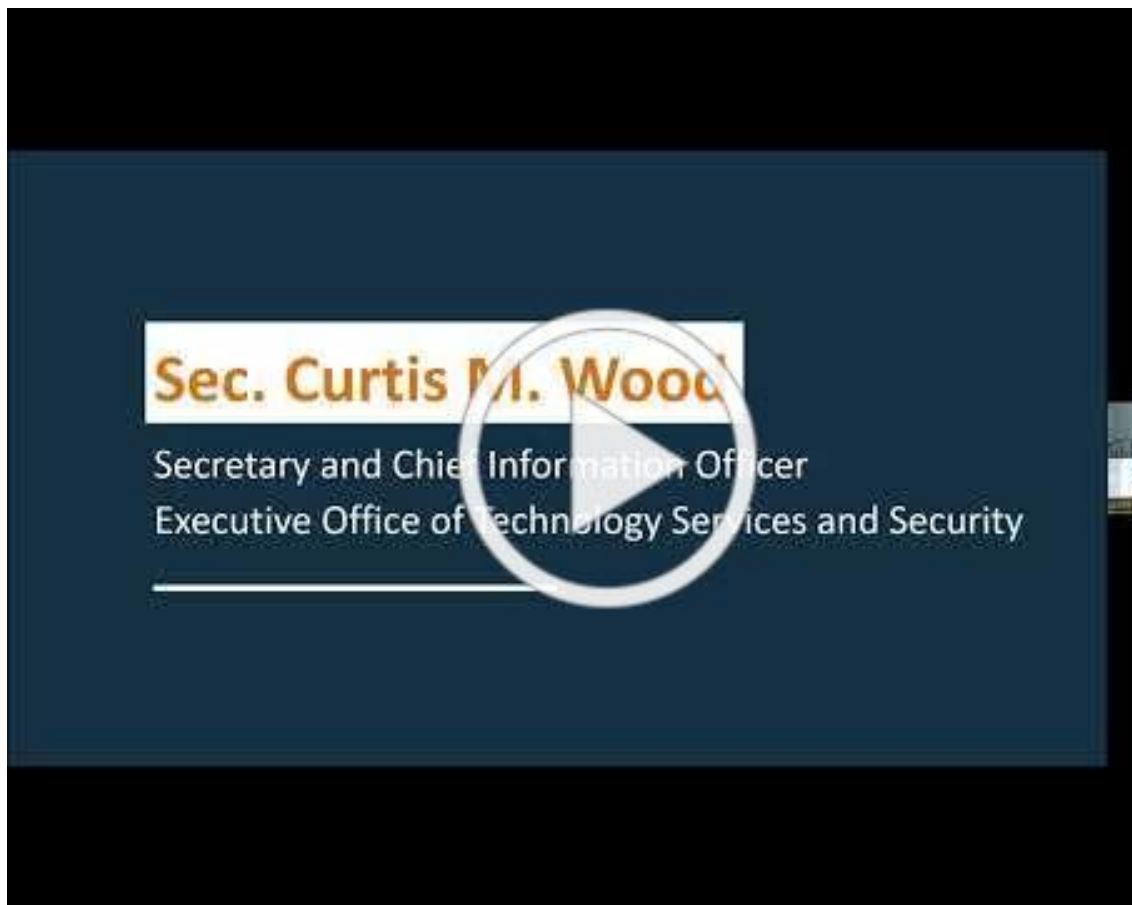 Sec. Curtis M. Wood
Secretary and Chief Information Officer
Executive Office of Technology Services and Security